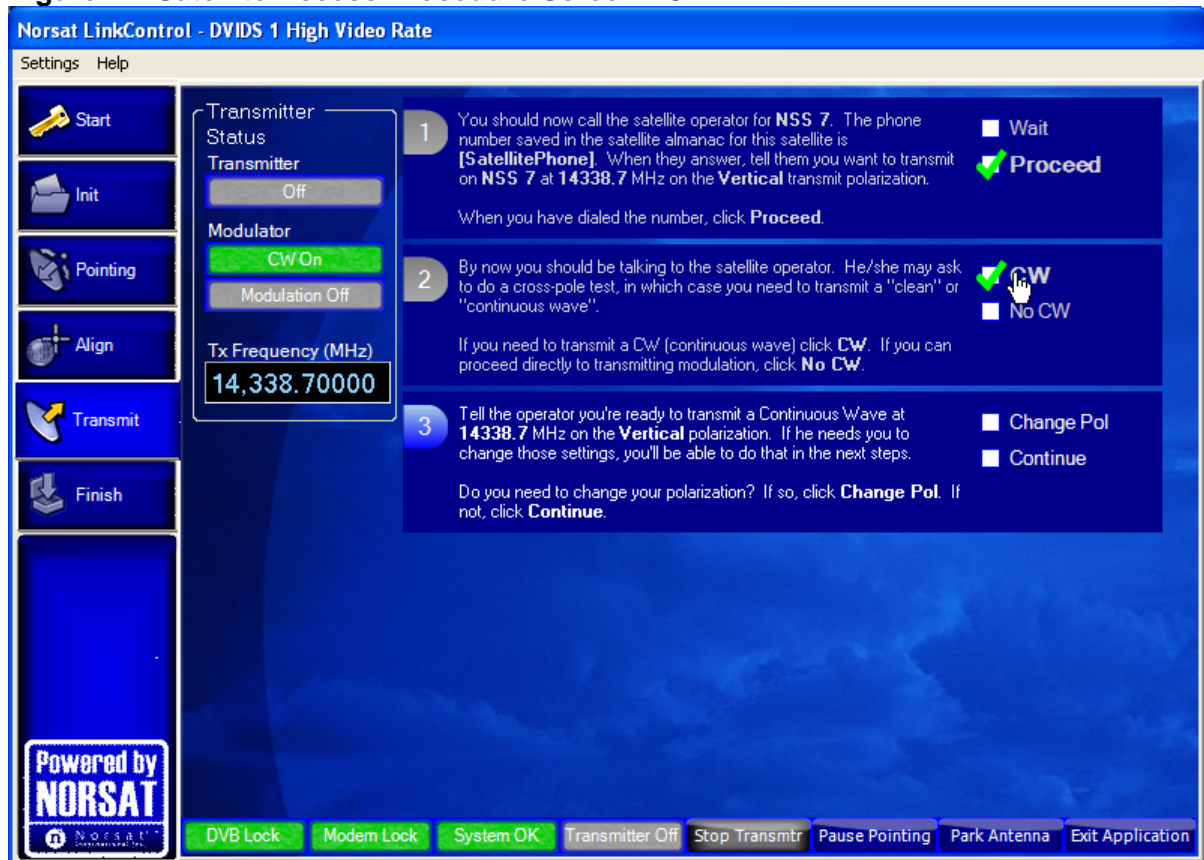 Norsat LinkControl - DVIDS 1 High Video Rate
Settings Help
Start
Init
Pointing
Align
Transmit
Finish
Transmitter
Status
Transmitter
Off
Modulator
CW On
Modulation Off
Tx Frequency (MHz)
14,338.70000
1
You should now call the satellite operator for NSS 7. The phone
number saved in the satellite almanac for this satellite is
[SatellitePhone]. When they answer, tell them you want to transmit
on NSS 7 at 14338.7 MHz on the Vertical transmit polarization.
When you have dialed the number, click Proceed.
Wait
Proceed
2
By now you should be talking to the satellite operator. He/she may ask
to do a cross-pole test, in which case you need to transmit a "clean" or
"continuous wave".
If you need to transmit a CW (continuous wave) click CW. If you can
proceed directly to transmitting modulation, click No CW.
CW
No CW
3
Tell the operator you're ready to transmit a Continuous Wave at
14338.7 MHz on the Vertical polarization. If he needs you to
change those settings, you'll be able to do that in the next steps.
Do you need to change your polarization? If so, click Change Pol. If
not, click Continue.
Change Pol
Continue
Powered by
NORSAT
Norsat
DVB Lock Modem Lock System OK Transmitter Off Stop Transmtr Pause Pointing Park Antenna Exit Application